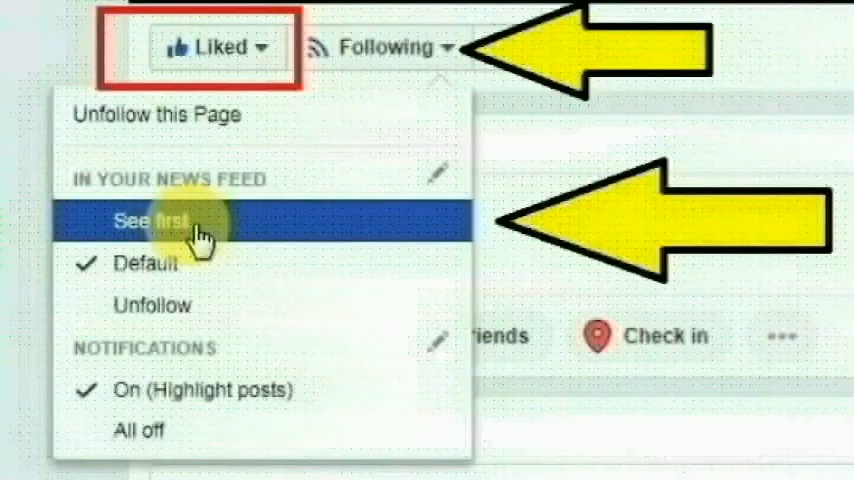 Liked Following
Unfollow this Page
IN YOUR NEWS FEED
See first
Default
Unfollow
riends Check in
NOTIFICATIONS
On (Highlight posts)
All off